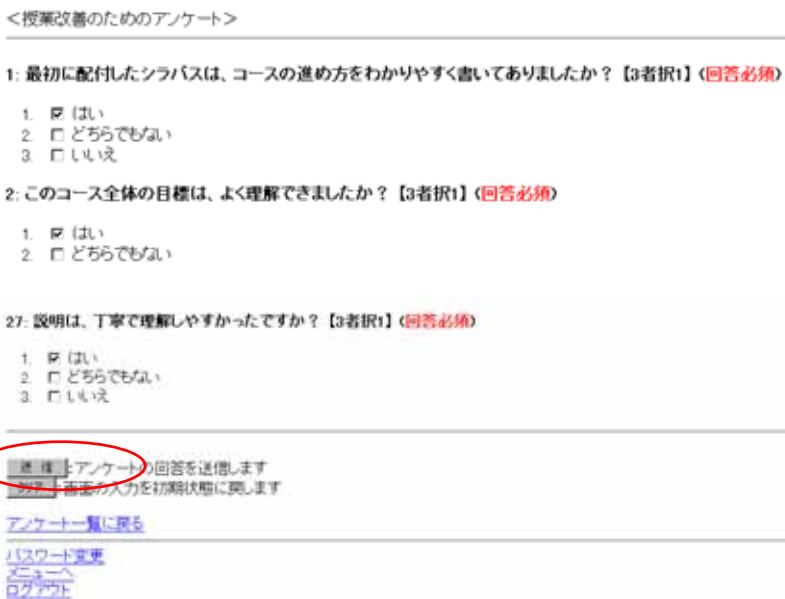 <授業改善のためのアンケート>
1: 最初に配付したシラバスは、コースの進め方をわかりやすく書いてありましたか？【3者択1】(回答必須)
1. はい
2. どちらでもない
3. いいえ
2: このコース全体の目標は、よく理解できましたか？【3者択1】(回答必須)
1. はい
2. どちらでもない
27: 説明は、丁寧で理解しやすかったですか？【3者択1】(回答必須)
1. はい
2. どちらでもない
3. いいえ
送 信 :アンケートの回答を送信します
クリア :画面の入力を初期状態に戻します
アンケート一覧に戻る
パスワード変更
メニューへ
ログアウト